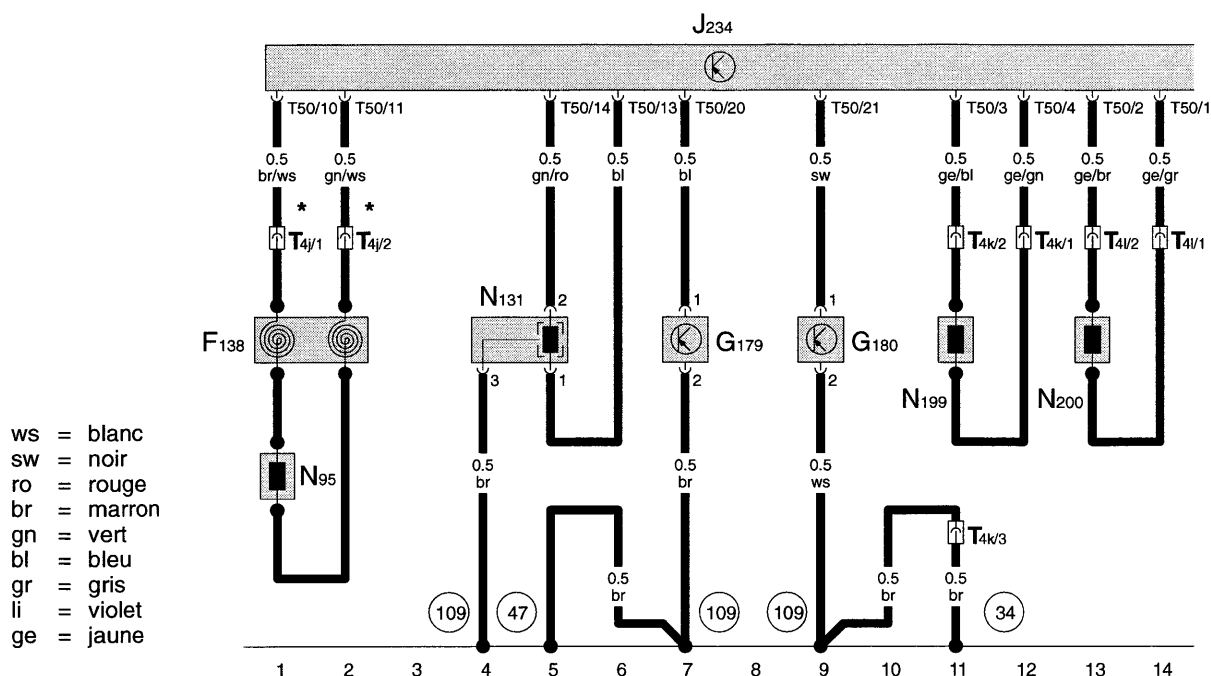 J234
T50/10 T50/11 T50/14 T50/13 T50/20 T50/21 T50/3 T50/4 T50/2 T50/1
0.5 0.5 0.5 0.5 0.5 0.5 0.5 0.5 0.5 0.5
br/ws gn/ws gn/ro bl bl sw ge/bl ge/gn ge/br ge/gr
* *
T4j/1 T4j/2 T4k/2 T4k/1 T4l/2 T4l/1
N131 2 1 1
F138 G179 G180
3 1 2 2
N199 N200
ws = blanc
sw = noir
ro = rouge
br = marron
gn = vert
bl = bleu
gr = gris
li = violet
ge = jaune
N95
0.5 0.5 0.5
br br ws
T4k/3
0.5 0.5 0.5
br br br
109 47 109 109 34
1 2 3 4 5 6 7 8 9 10 11 12 13 14